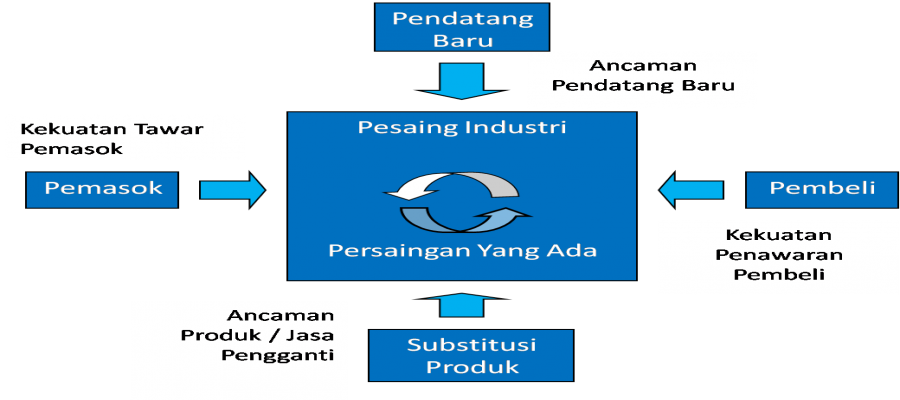 Pendatang
Baru
Ancaman
Pendatang Baru
Pesaing Industri
Kekuatan Tawar
Pemasok
Pemasok
Pembeli
Persaingan Yang Ada
Kekuatan
Penawaran
Pembeli
Ancaman
Produk / Jasa
Pengganti
Substitusi
Produk